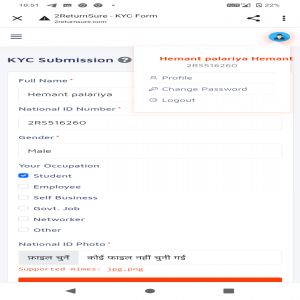 10:51
22%
2ReturnSure - KYC Form
2returnsure.com
Hemant palariya Hemant
2RS516260
Profile
Change Password
Logout
KYC Submission
Full Name *
Hemant palariya
National ID Number *
2RS516260
Gender *
Male
Your Occupation
Student
Employee
Self Business
Govt. Job
Networker
Other
National ID Photo *
फ़ाइल चुनें कोई फ़ाइल नहीं चुनी गई
Supported mimes: jpg,png